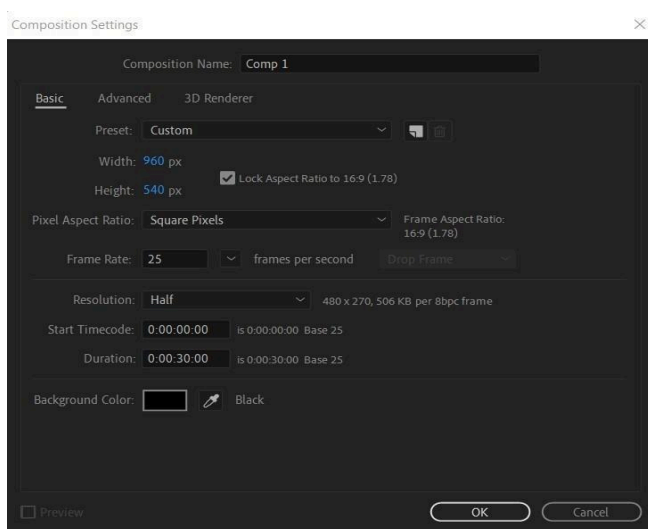 Composition Settings
Composition Name: Comp 1
Basic Advanced 3D Renderer
Preset: Custom
Width: 960 px
Lock Aspect Ratio to 16:9 (1.78)
Height: 540 px
Pixel Aspect Ratio: Square Pixels
Frame Aspect Ratio:
16:9 (1.78)
Frame Rate: 25 frames per second Drop Frame
Resolution: Half 480 x 270, 506 KB per 8bpc frame
Start Timecode: 0:00:00:00 is 0:00:00:00 Base 25
Duration: 0:00:30:00 is 0:00:30:00 Base 25
Background Color: Black
Preview OK Cancel